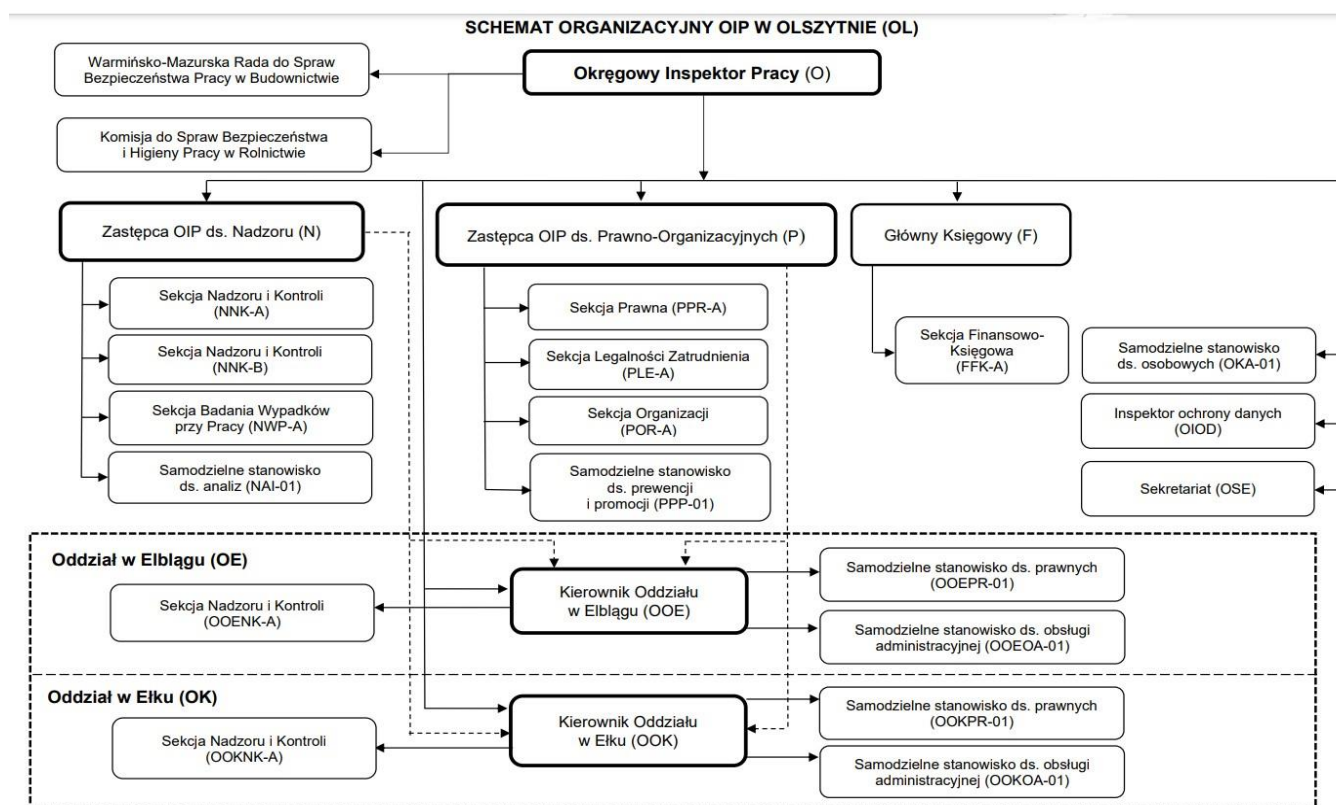 SCHEMAT ORGANIZACYJNY OIP W OLSZTYNIE (OL)
Warmińsko-Mazurska Rada do Spraw
Bezpieczeństwa Pracy w Budownictwie
Okręgowy Inspektor Pracy (O)
Komisja do Spraw Bezpieczeństwa
i Higieny Pracy w Rolnictwie
Zastępca OIP ds. Nadzoru (N)
Zastępca OIP ds. Prawno-Organizacyjnych (P)
Główny Księgowy (F)
Sekcja Nadzoru i Kontroli
(NNK-A)
Sekcja Nadzoru i Kontroli
(NNK-B)
Sekcja Badania Wypadków
przy Pracy (NWP-A)
Samodzielne stanowisko
ds. analiz (NAI-01)
Sekcja Prawna (PPR-A)
Sekcja Legalności Zatrudnienia
(PLE-A)
Sekcja Organizacji
(POR-A)
Samodzielne stanowisko
ds. prewencji
i promocji (PPP-01)
Sekcja Finansowo-
Księgowa
(FFK-A)
Samodzielne stanowisko
ds. osobowych (OKA-01)
Inspektor ochrony danych
(OIOD)
Sekretariat (OSE)
Oddział w Elblągu (OE)
Sekcja Nadzoru i Kontroli
(OOENK-A)
Kierownik Oddziału
w Elblągu (OOE)
Samodzielne stanowisko ds. prawnych
(OOEPR-01)
Samodzielne stanowisko ds. obsługi
administracyjnej (OOEOA-01)
Oddział w Ełku (OK)
Sekcja Nadzoru i Kontroli
(OOKNK-A)
Kierownik Oddziału
w Ełku (OOK)
Samodzielne stanowisko ds. prawnych
(OOKPR-01)
Samodzielne stanowisko ds. obsługi
administracyjnej (OOKOA-01)